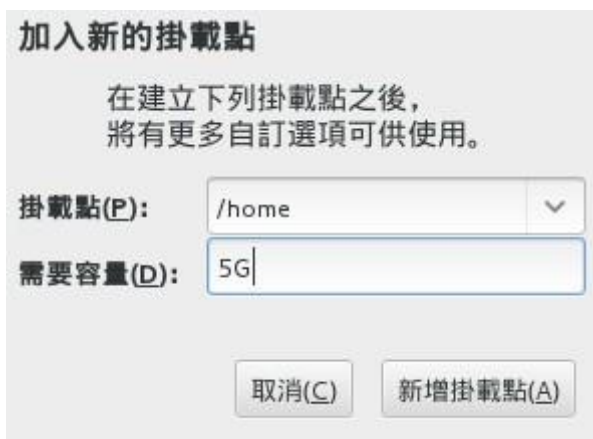 加入新的掛載點
在建立下列掛載點之後，
將有更多自訂選項可供使用。
掛載點(P): /home
需要容量(D): 5G
取消(C) 新增掛載點(A)